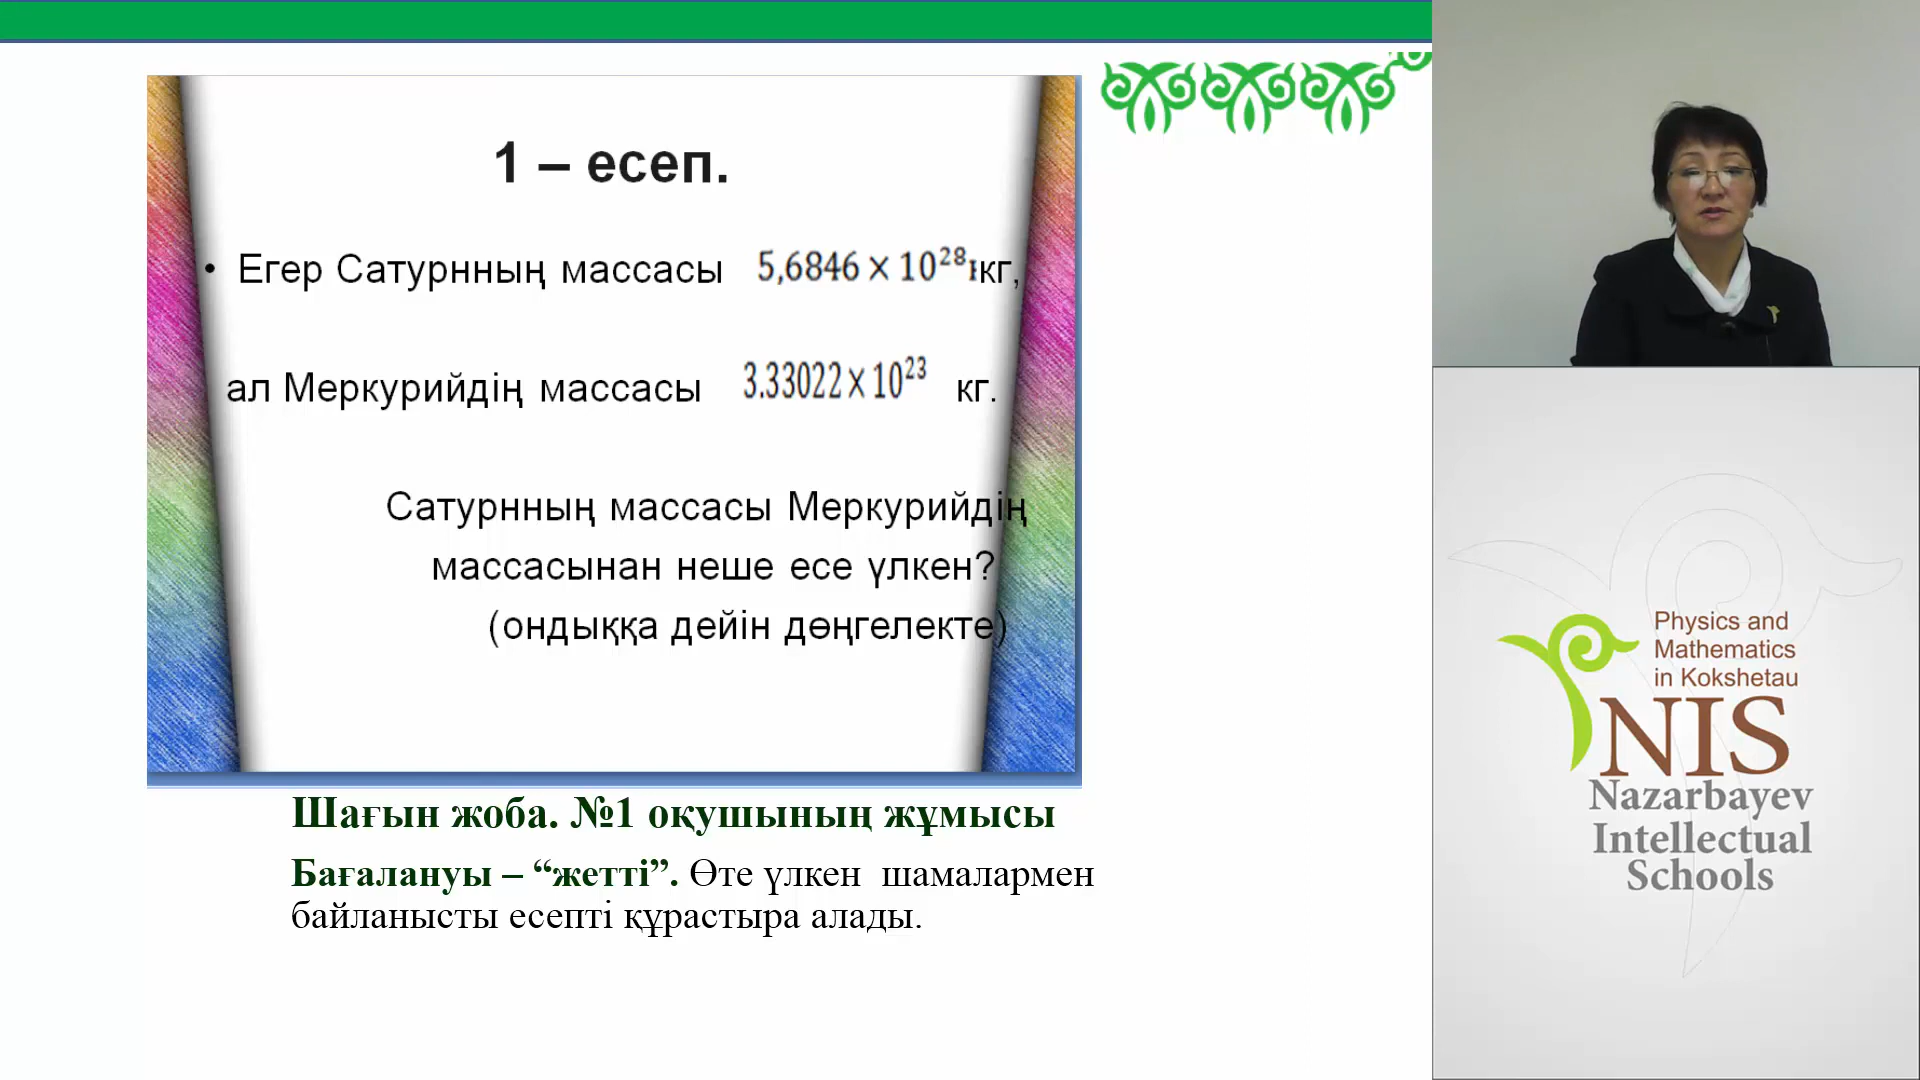 1 – есеп.
• Егер Сатурнның массасы 5,6846 × 10²⁸ кг,
ал Меркурийдің массасы 3.33022×10²³ кг.
Сатурнның массасы Меркурийдің
массасынан неше есе үлкен?
(ондыққа дейін дөңгелекте)
Шағын жоба. №1 оқушының жұмысы
Бағалануы – “жетті”. Өте үлкен шамалармен
байланысты есепті құрастыра алады.
Physics and
Mathematics
in Kokshetau
NIS
Nazarbayev
Intellectual
Schools